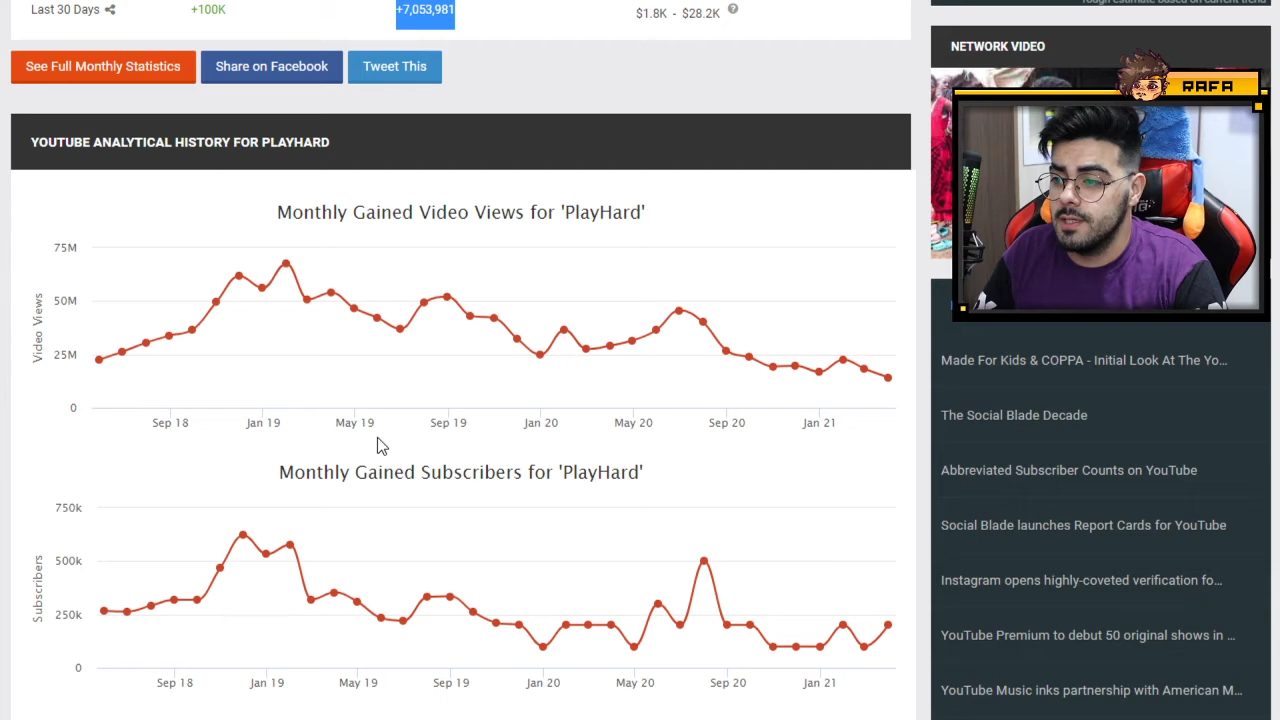 Last 30 Days
+100K
+7,053,981
$1.8K - $28.2K
?
rough estimate based on current trend
See Full Monthly Statistics
Share on Facebook
Tweet This
NETWORK VIDEO
RAFA
YOUTUBE ANALYTICAL HISTORY FOR PLAYHARD
Monthly Gained Video Views for 'PlayHard'
Video Views
75M
50M
25M
0
Sep 18
Jan 19
May 19
Sep 19
Jan 20
May 20
Sep 20
Jan 21
Monthly Gained Subscribers for 'PlayHard'
Subscribers
750k
500k
250k
0
Sep 18
Jan 19
May 19
Sep 19
Jan 20
May 20
Sep 20
Jan 21
Made For Kids & COPPA - Initial Look At The Yo...
The Social Blade Decade
Abbreviated Subscriber Counts on YouTube
Social Blade launches Report Cards for YouTube
Instagram opens highly-coveted verification fo...
YouTube Premium to debut 50 original shows in ...
YouTube Music inks partnership with American M...